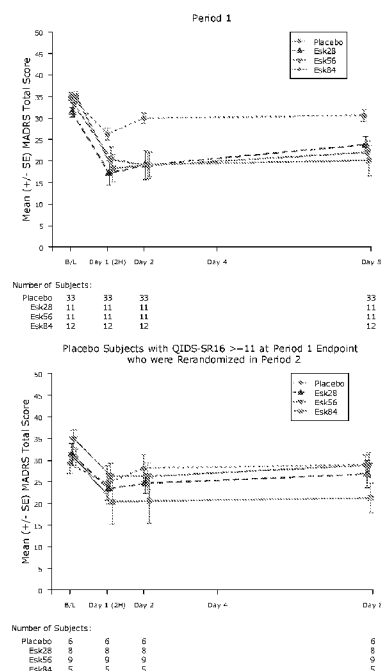 Period 1
Placebo
Esk28
Esk56
Esk84
Mean (+/- SE) MADRS Total Score
50
45
40
35
30
25
20
15
10
5
0
B/L Day 1 (2H) Day 2 Day 4 Day 8
Number of Subjects:
Placebo 33 33 33 33
Esk28 11 11 11 11
Esk56 11 11 11 11
Esk84 12 12 12 12
Placebo Subjects with QIDS-SR16 >=11 at Period 1 Endpoint
who were Rerandomized in Period 2
Placebo
Esk28
Esk56
Esk84
Mean (+/- SE) MADRS Total Score
50
45
40
35
30
25
20
15
10
5
0
B/L Day 1 (2H) Day 2 Day 4 Day
Number of Subjects:
Placebo 6 6 6 6
Esk28 8 8 8 8
Esk56 9 9 9 9
Esk84 5 5 5 5